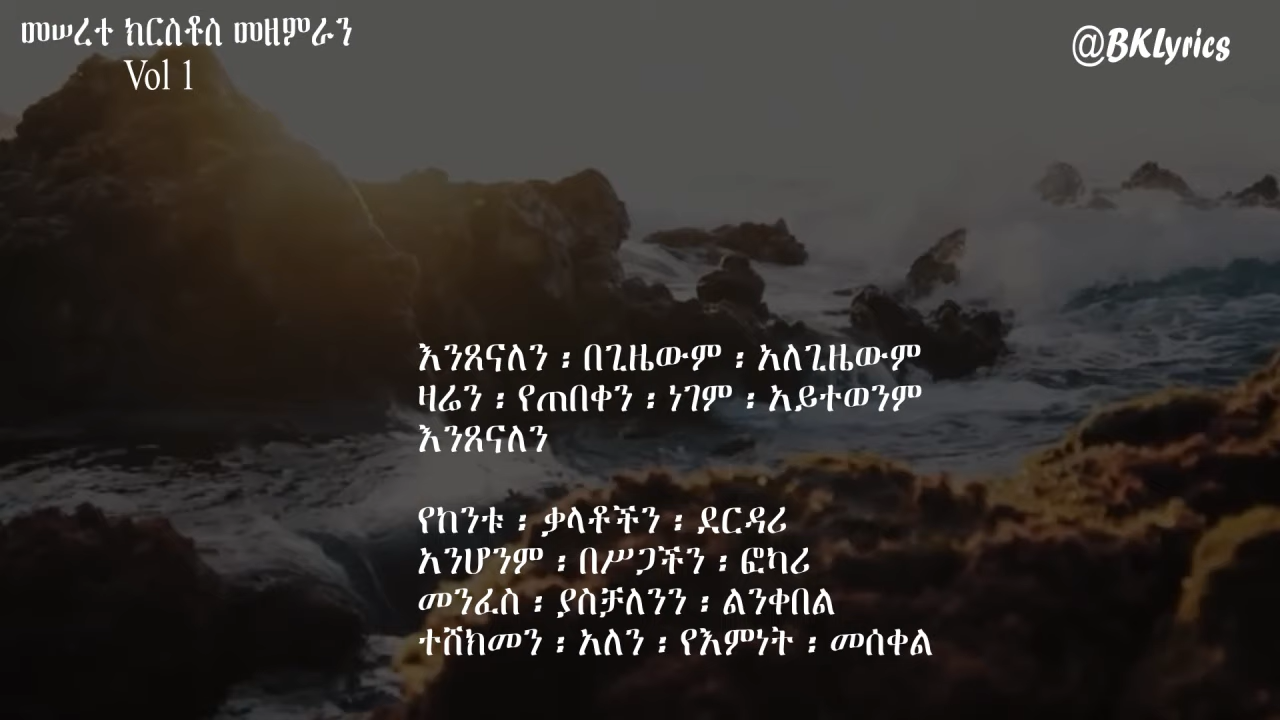 መሠረተ ክርስቶስ መዘምራን
Vol 1
@BKLyrics
እንጸናለን ፡ በጊዜውም ፡ አለጊዜውም
ዛሬን ፡ የጠበቀን ፡ ነገም ፡ አይተወንም
እንጸናለን
የከንቱ ፡ ቃላቶችን ፡ ደርዳሪ
አንሆንም ፡ በሥጋችን ፡ ፎካሪ
መንፈስ ፡ ያስቻለንን ፡ ልንቀበል
ተሸክመን ፡ አለን ፡ የእምነት ፡ መሰቀል